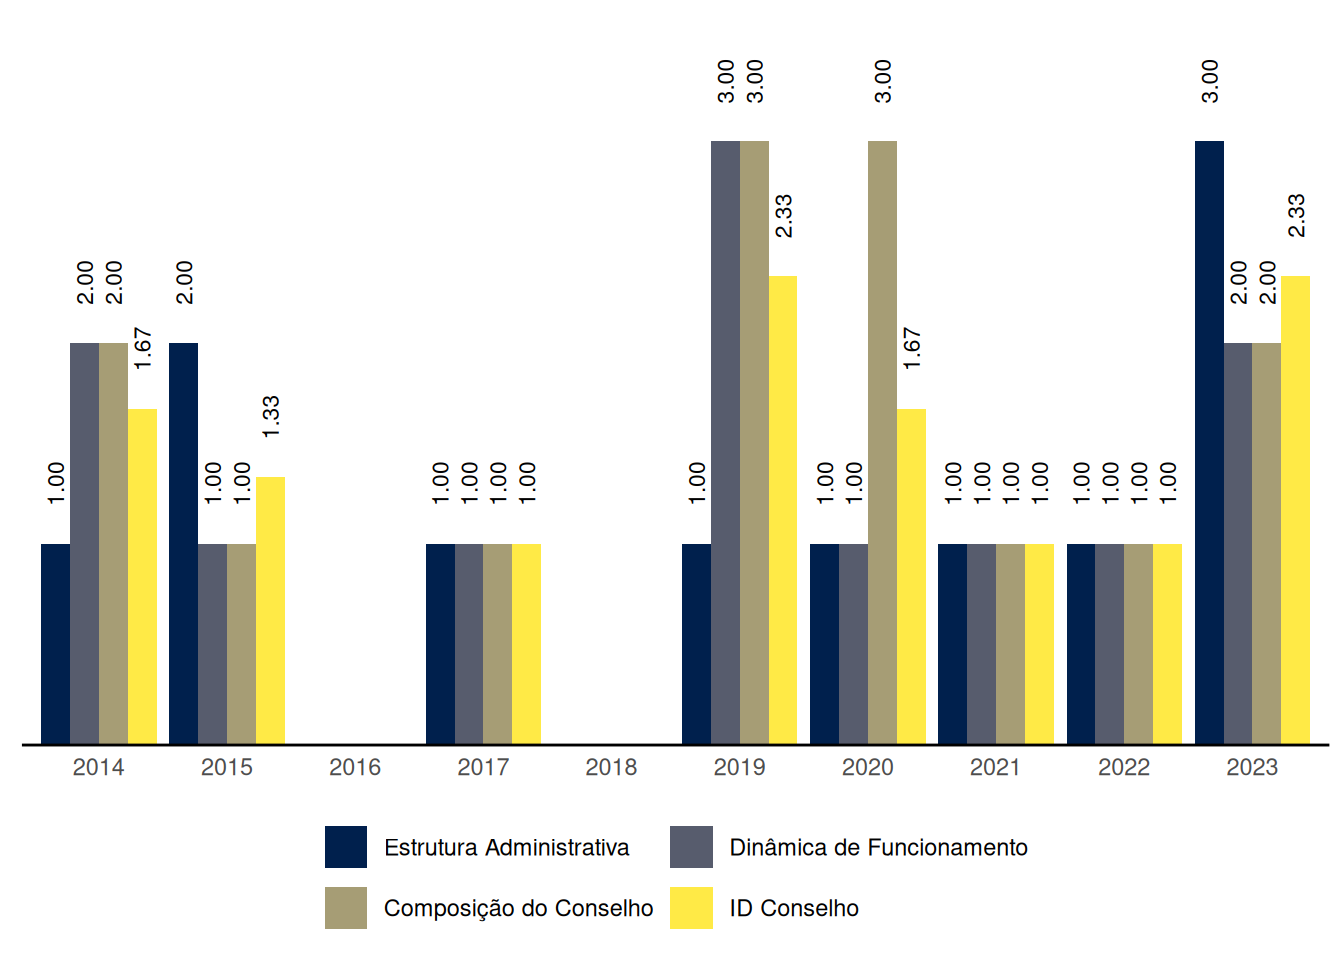 3.00 3.00 3.00 3.00
2.33 2.33
2.00 2.00 2.00 2.00 2.00
1.67 1.67
1.33
1.00 1.00 1.00 1.00 1.00 1.00 1.00 1.00 1.00 1.00 1.00 1.00 1.00 1.00 1.00 1.00 1.00 1.00
2014 2015 2016 2017 2018 2019 2020 2021 2022 2023
Estrutura Administrativa Dinâmica de Funcionamento
Composição do Conselho ID Conselho